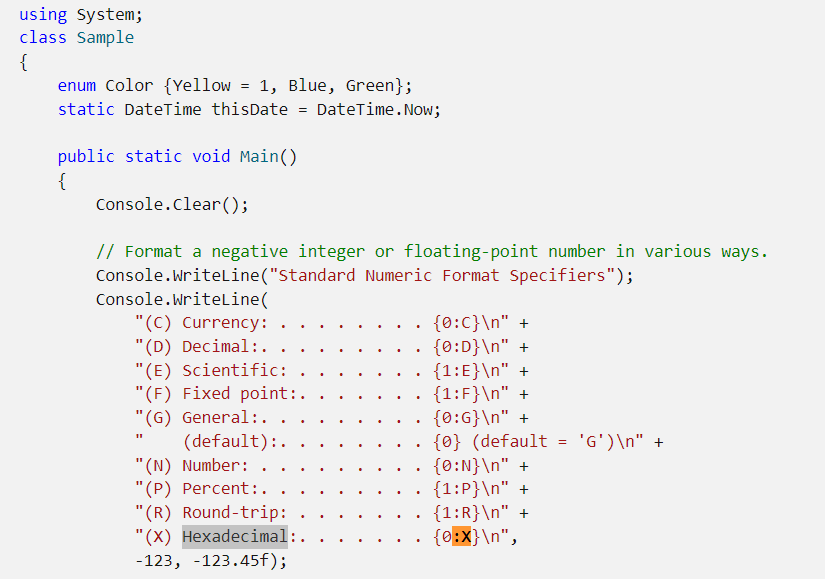 using System;
class Sample
{
    enum Color {Yellow = 1, Blue, Green};
    static DateTime thisDate = DateTime.Now;

    public static void Main()
    {
        Console.Clear();

        // Format a negative integer or floating-point number in various ways.
        Console.WriteLine("Standard Numeric Format Specifiers");
        Console.WriteLine(
            "(C) Currency: . . . . . . . . {0:C}\n" +
            "(D) Decimal:. . . . . . . . . {0:D}\n" +
            "(E) Scientific: . . . . . . . {1:E}\n" +
            "(F) Fixed point:. . . . . . . {1:F}\n" +
            "(G) General:. . . . . . . . . {0:G}\n" +
            "    (default):. . . . . . . . {0} (default = 'G')\n" +
            "(N) Number: . . . . . . . . . {0:N}\n" +
            "(P) Percent:. . . . . . . . . {1:P}\n" +
            "(R) Round-trip: . . . . . . . {1:R}\n" +
            "(X) Hexadecimal:. . . . . . . {0:X}\n",
            -123, -123.45f);